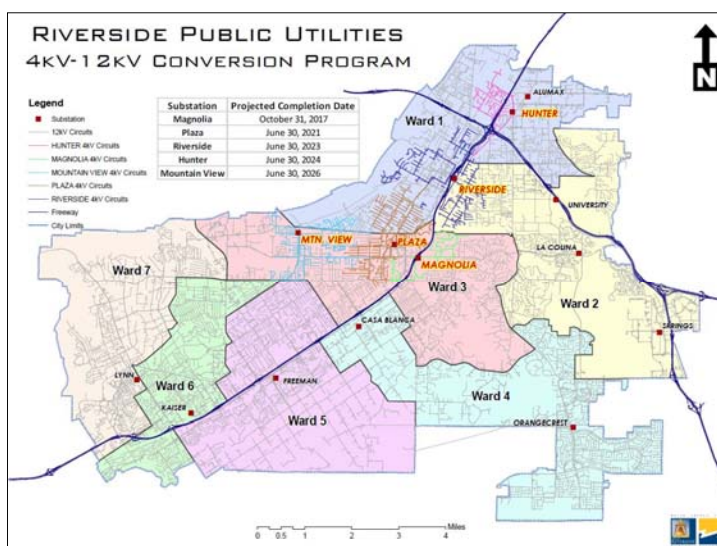 RIVERSIDE PUBLIC UTILITIES
4KV-12KV CONVERSION PROGRAM
N
Legend
Substation
12kV Circuits
HUNTER 4kV Circuits
MAGNOLIA 4kV Circuits
MOUNTAIN VIEW 4kV Circuits
PLAZA 4kV Circuits
RIVERSIDE 4kV Circuits
Freeway
City Limits
Substation Projected Completion Date
Magnolia October 31, 2017
Plaza June 30, 2021
Riverside June 30, 2023
Hunter June 30, 2024
Mountain View June 30, 2026
ALUMAX
HUNTER
Ward 1
RIVERSIDE
UNIVERSITY
MTN. VIEW
PLAZA
LA COLINA
MAGNOLIA
Ward 7
Ward 3
Ward 2
CASA BLANCA
SPRINGS
LYNN
Ward 6
FREEMAN
Ward 4
KAISER
Ward 5
ORANGECREST
0 0.5 1 2 3 4 Miles